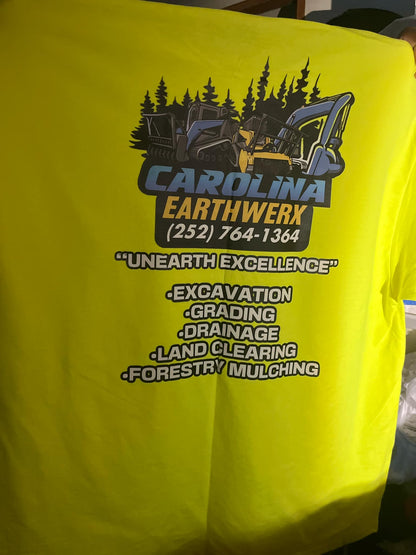 CAROLINA
EARTHWERX
(252) 764-1364
"UNEARTH EXCELLENCE"
•EXCAVATION
•GRADING
•DRAINAGE
•LAND CLEARING
•FORESTRY MULCHING